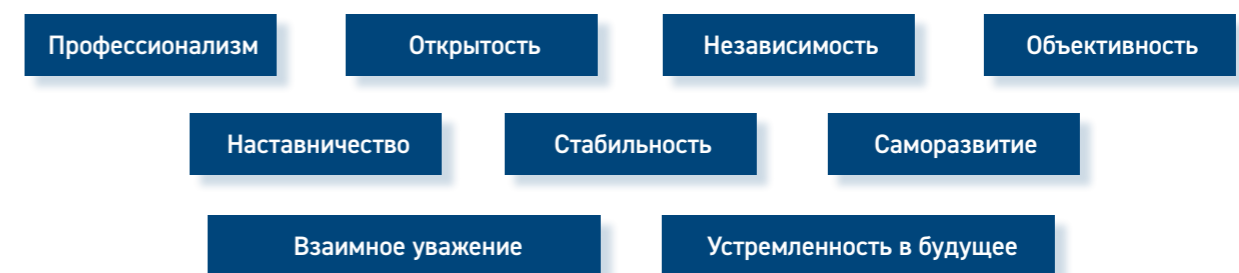 Профессионализм
Открытость
Независимость
Объективность
Наставничество
Стабильность
Саморазвитие
Взаимное уважение
Устремленность в будущее